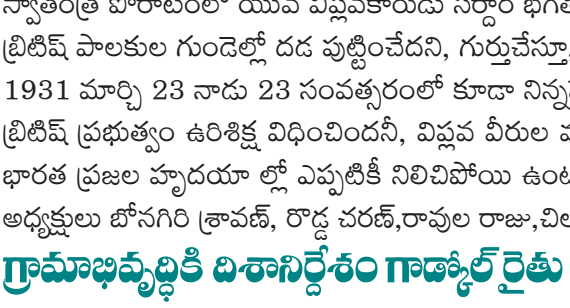 స్వాతంత్ర పోరాటంలో యువ విప్లవకారుడు సర్దార్
బ్రిటిష్ పాలకుల గుండెల్లో దడ పుట్టించేదని, గుర్తుచేస్తూ,
1931 మార్చి 23 నాడు 23 సంవత్సరంలో కూడా
బ్రిటిష్ ప్రభుత్వం ఉరిశిక్ష విధించిందనీ, విప్లవ వీరుల
భారత ప్రజల హృదయా ల్లో ఎప్పటికీ నిలిచిపోయి
అధ్యక్షులు బోనగిరి శ్రావణ్, రొడ్డ చరణ్,రావుల రాజు,
గ్రామాభివృద్ధికి దిశానిర్దేశం గాడ్కోల్ రైతు